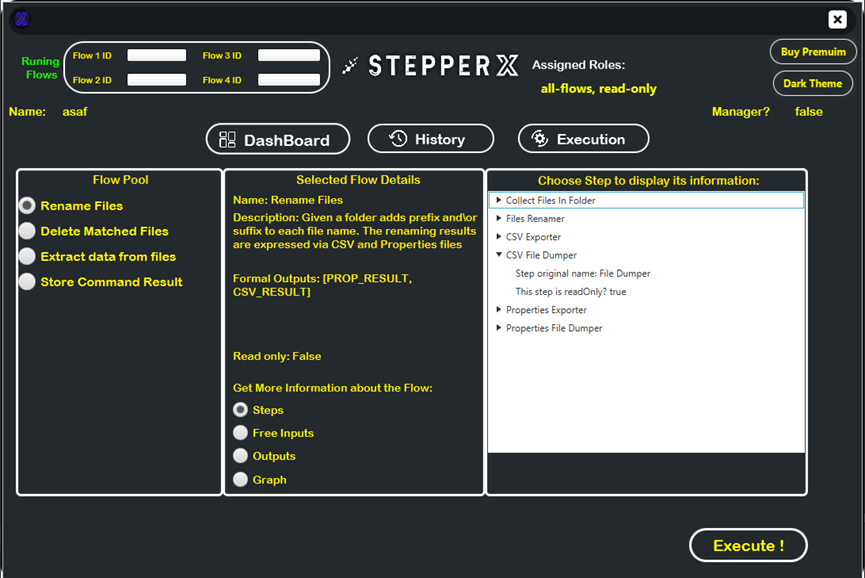 Runing
Flows
Flow 1 ID
Flow 3 ID
Flow 2 ID
Flow 4 ID
STEPPER X
Assigned Roles:
all-flows, read-only
Buy Premuim
Dark Theme
Name: asaf
Manager? false
DashBoard
History
Execution
Flow Pool
Rename Files
Delete Matched Files
Extract data from files
Store Command Result
Selected Flow Details
Name: Rename Files
Description: Given a folder adds prefix and\or
suffix to each file name. The renaming results
are expressed via CSV and Properties files
Formal Outputs: [PROP_RESULT,
CSV_RESULT]
Read only: False
Get More Information about the Flow:
Steps
Free Inputs
Outputs
Graph
Choose Step to display its information:
Collect Files In Folder
Files Renamer
CSV Exporter
CSV File Dumper
Step original name: File Dumper
This step is readOnly? true
Properties Exporter
Properties File Dumper
Execute !